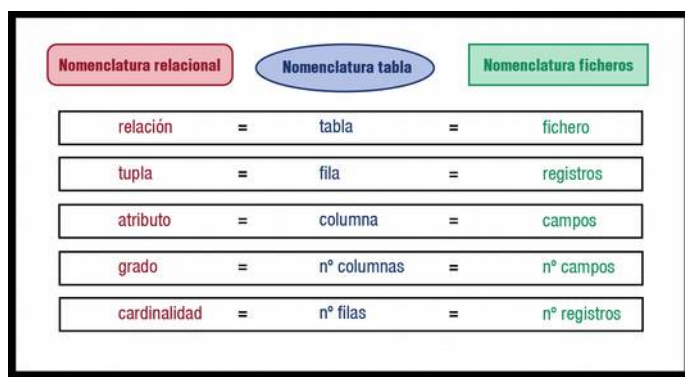 Nomenclatura relacional Nomenclatura tabla Nomenclatura ficheros
relación = tabla = fichero
tupla = fila = registros
atributo = columna = campos
grado = nº columnas = nº campos
cardinalidad = nº filas = nº registros